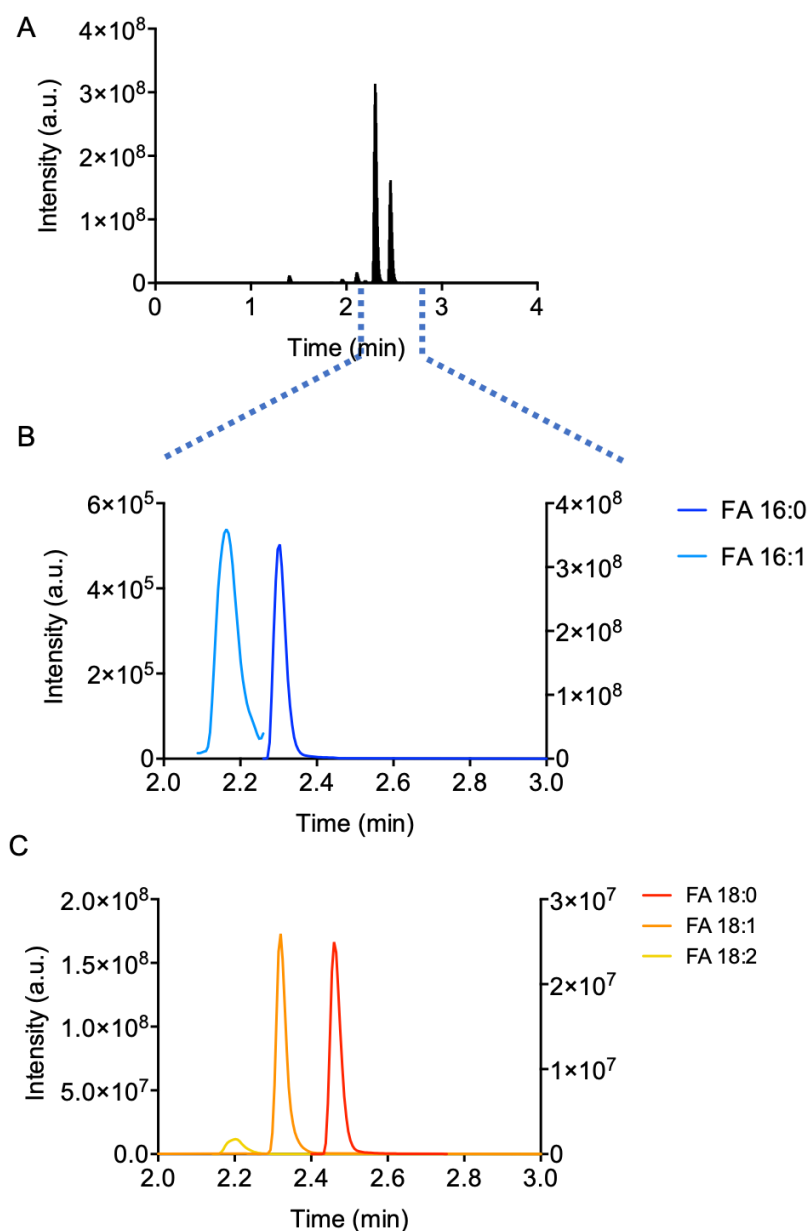 A
4×10⁸
3×10⁸
2×10⁸
1×10⁸
0
Intensity (a.u.)
0 1 2 3 4
Time (min)
B
6×10⁵
4×10⁵
2×10⁵
0
Intensity (a.u.)
4×10⁸
3×10⁸
2×10⁸
1×10⁸
0
FA 16:0
FA 16:1
2.0 2.2 2.4 2.6 2.8 3.0
Time (min)
C
2.0×10⁸
1.5×10⁸
1.0×10⁸
5.0×10⁷
0.0
Intensity (a.u.)
3×10⁷
2×10⁷
1×10⁷
0
FA 18:0
FA 18:1
FA 18:2
2.0 2.2 2.4 2.6 2.8 3.0
Time (min)